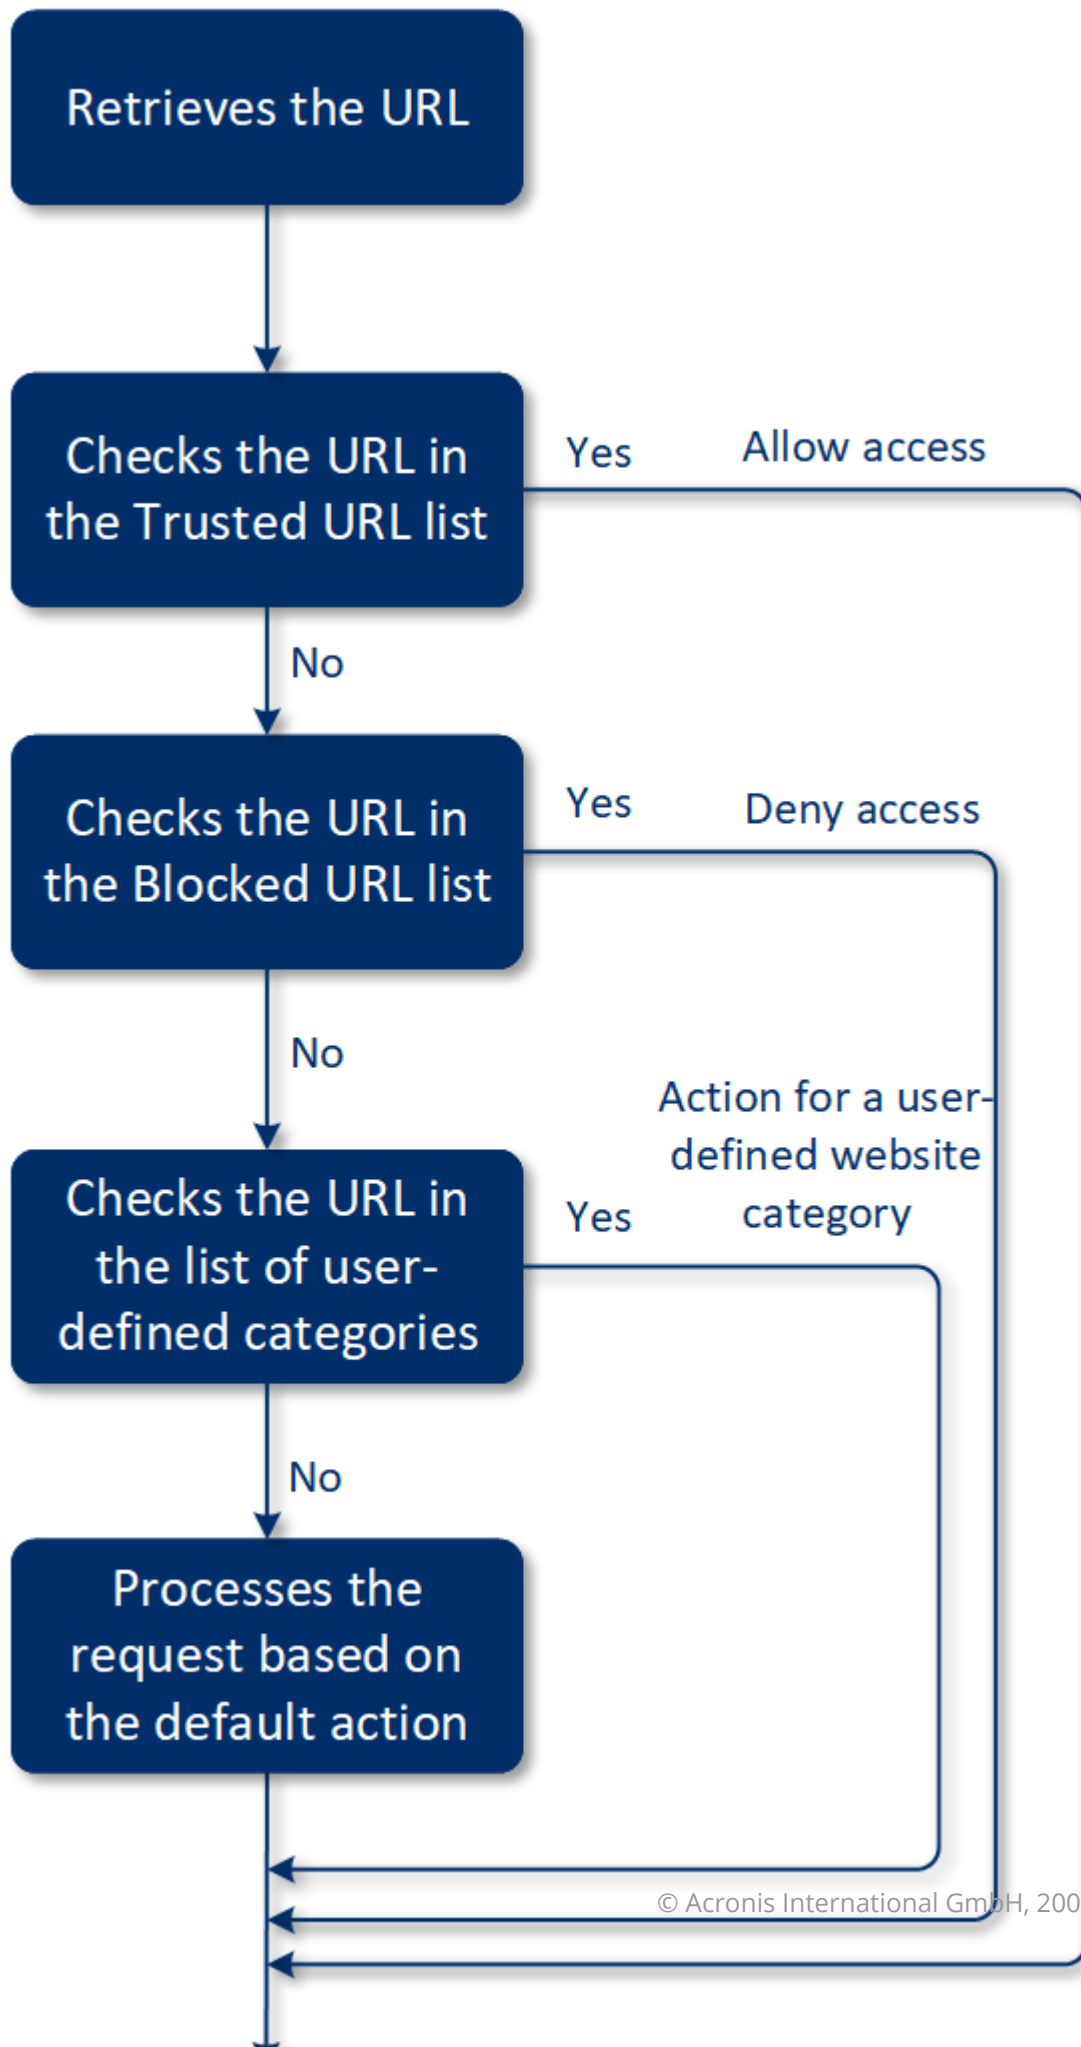 Retrieves the URL
Checks the URL in
the Trusted URL list
Yes
Allow access
No
Checks the URL in
the Blocked URL list
Yes
Deny access
No
Action for a user-
defined website
category
Checks the URL in
the list of user-
defined categories
Yes
No
Processes the
request based on
the default action
© Acronis International GmbH, 200